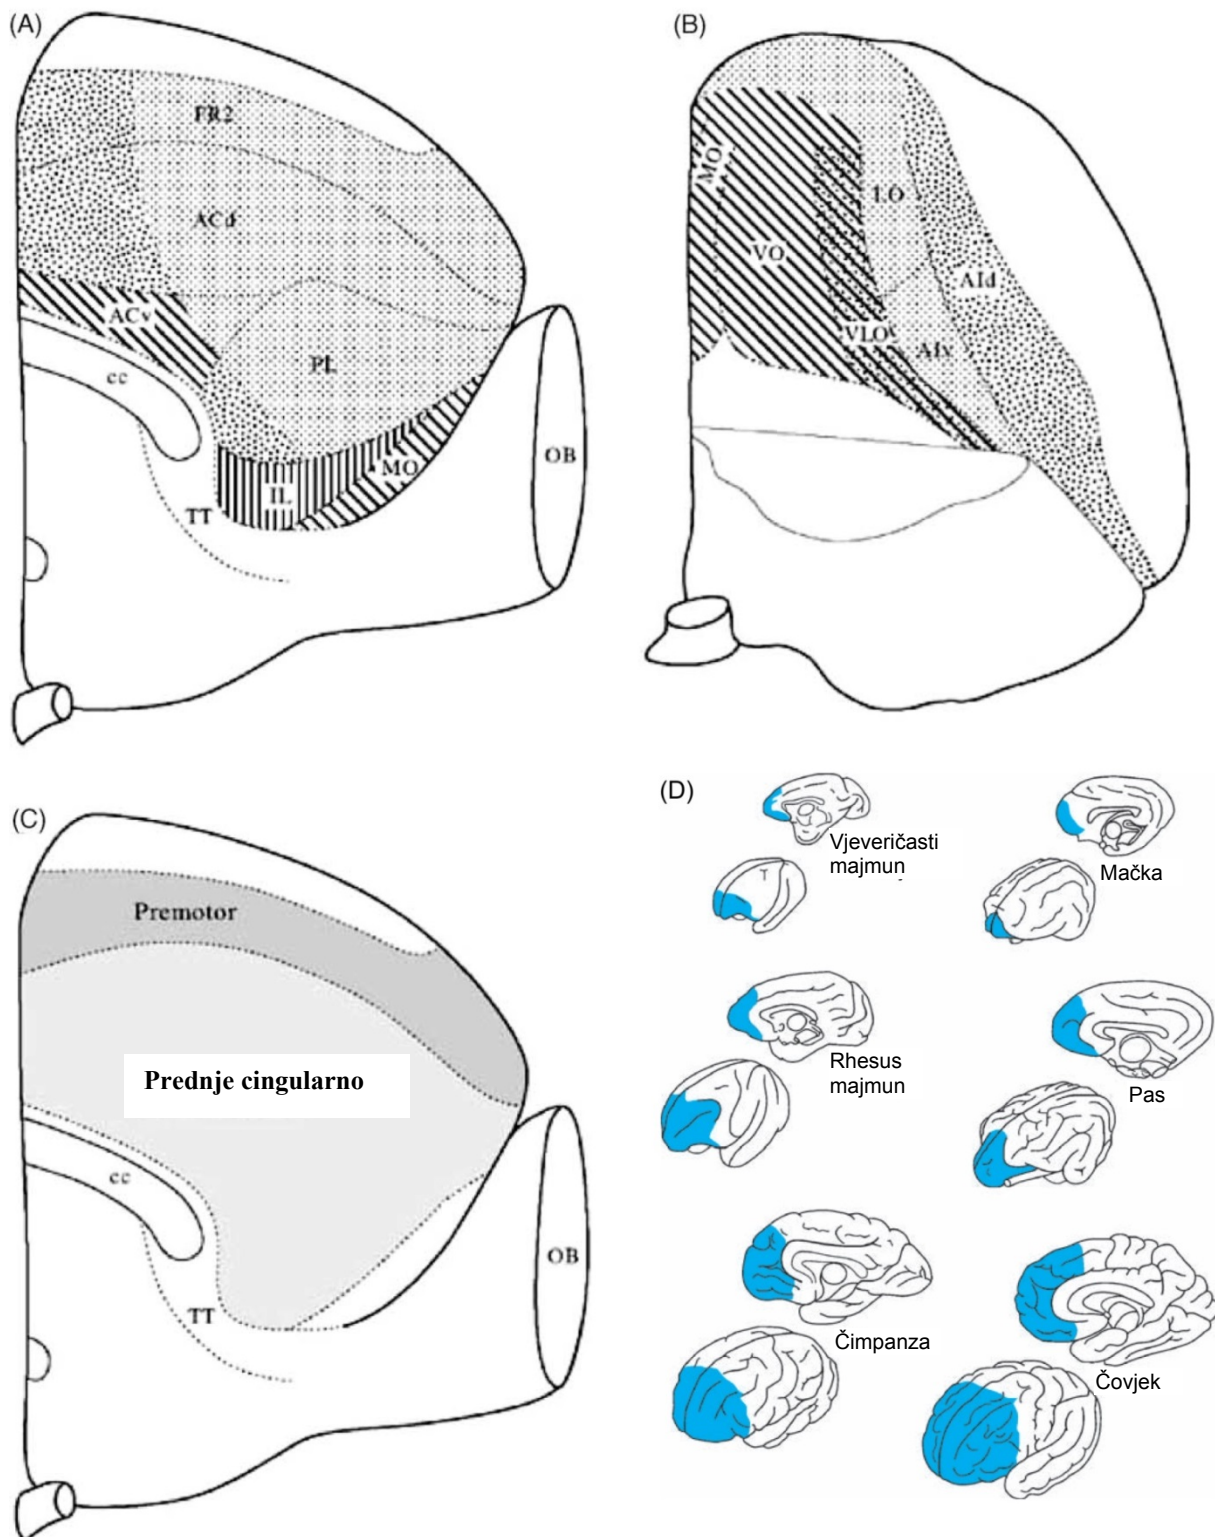 (A)
FR2
ACd
ACv
cc
PL
MO
IL
TT
OB
(B)
MO
VO
LO
AId
VLO
AIv
(C)
Premotor
Prednje cingularno
cc
TT
OB
(D)
Vjeveričasti
majmun
T
Mačka
Rhesus
majmun
Pas
Čimpanza
Čovjek